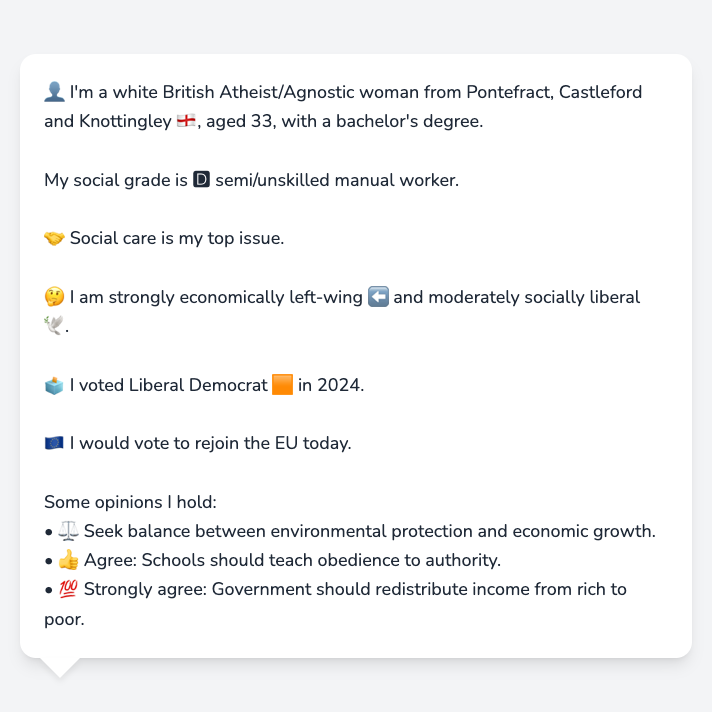 👤 I'm a white British Atheist/Agnostic woman from Pontefract, Castleford
and Knottingley 🏴󠁧󠁢󠁥󠁮󠁧󠁿, aged 33, with a bachelor's degree.
My social grade is 🅳 semi/unskilled manual worker.
🤝 Social care is my top issue.
🤔 I am strongly economically left-wing ⬅️ and moderately socially liberal
🕊️.
🗳️ I voted Liberal Democrat 🟧 in 2024.
🇪🇺 I would vote to rejoin the EU today.
Some opinions I hold:
• ⚖️ Seek balance between environmental protection and economic growth.
• 👍 Agree: Schools should teach obedience to authority.
• 💯 Strongly agree: Government should redistribute income from rich to
poor.